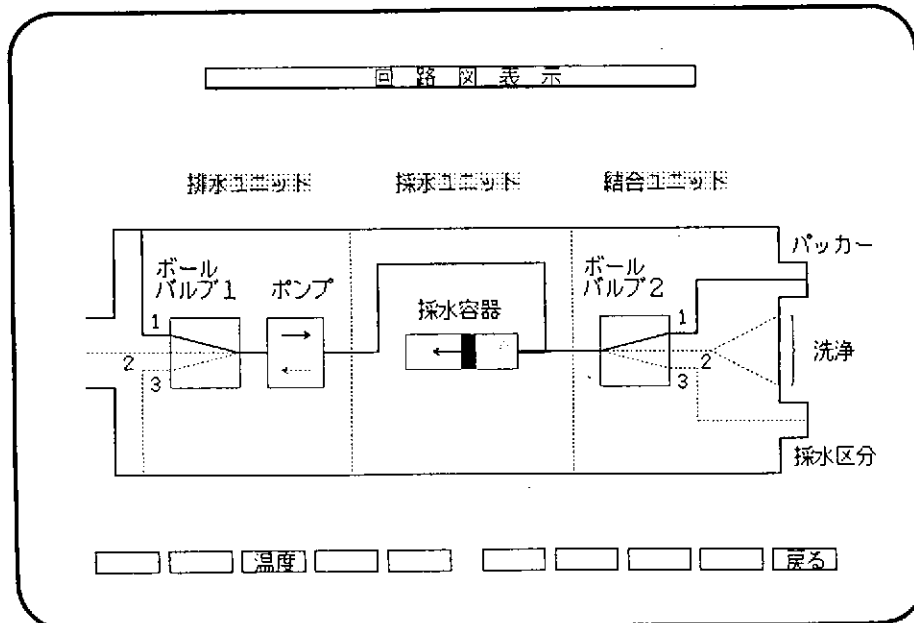 回路図表示
排水ユニット
採水ユニット
結合ユニット
ボール
バルブ1
ポンプ
採水容器
ボール
バルブ2
パッカー
1
2
3
1
2
3
洗浄
採水区分
温度
戻る